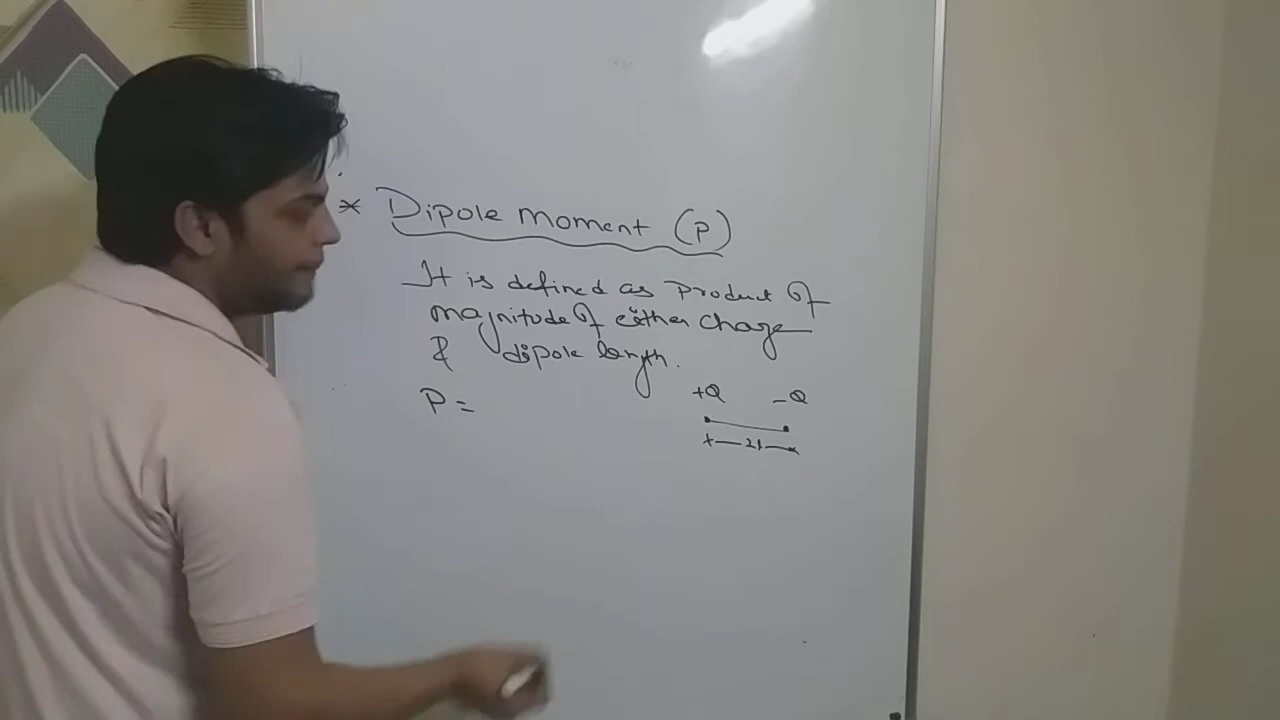 * Dipole Moment (P)
It is defined as Product of
magnitude of either charge
& dipole length.
P =
+Q -Q
2l